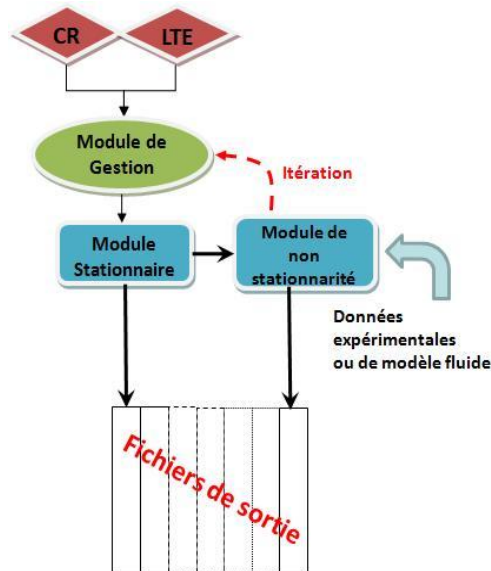 CR
LTE
Module de
Gestion
Itération
Module
Stationnaire
Module de
non
stationnarité
Données
expérimentales
ou de modèle fluide
Fichiers de sortie